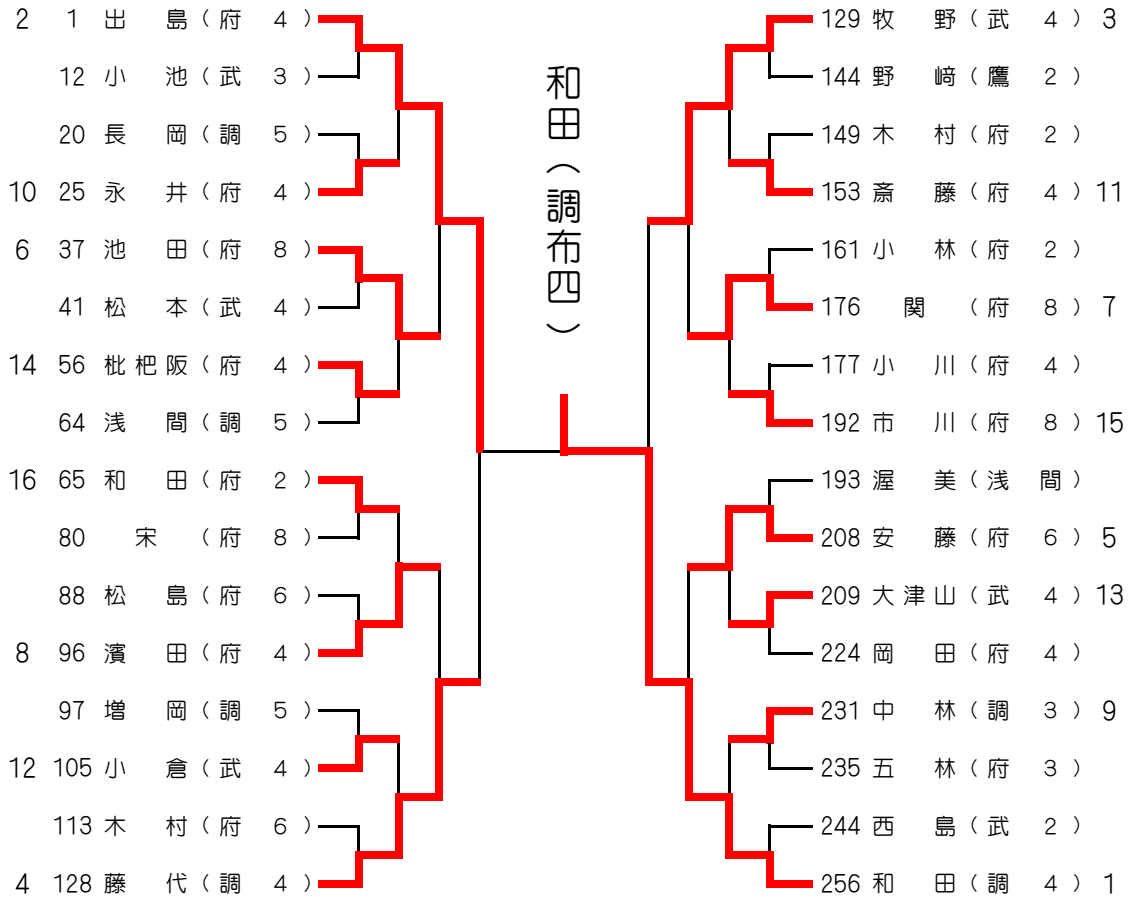 2 1 出島（府4）
12 小池（武3）
20 長岡（調5）
10 25 永井（府4）
6 37 池田（府8）
41 松本（武4）
14 56 枇杷阪（府4）
64 浅間（調5）
16 65 和田（府2）
80 宋（府8）
88 松島（府6）
8 96 濱田（府4）
97 増岡（調5）
12 105 小倉（武4）
113 木村（府6）
4 128 藤代（調4）
和田（調布四）
129 牧野（武4） 3
144 野﨑（鷹2）
149 木村（府2）
153 斎藤（府4） 11
161 小林（府2）
176 関（府8） 7
177 小川（府4）
192 市川（府8） 15
193 渥美（浅間）
208 安藤（府6） 5
209 大津山（武4） 13
224 岡田（府4）
231 中林（調3） 9
235 五林（府3）
244 西島（武2）
256 和田（調4） 1